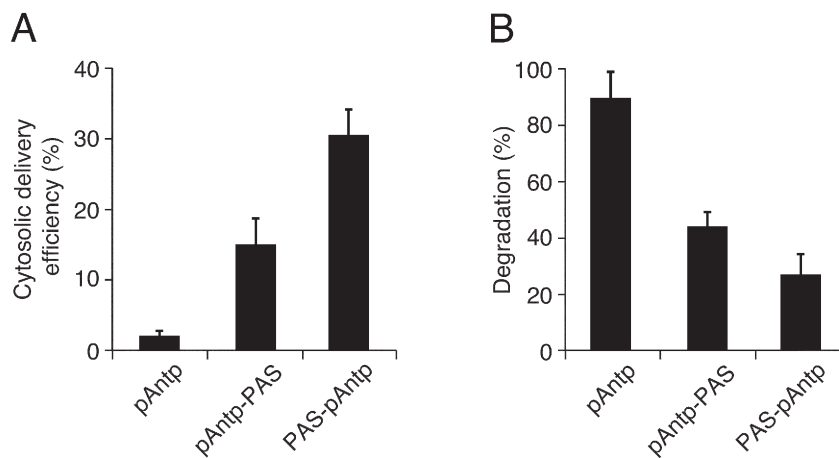 A
Cytosolic delivery
efficiency (%)
40
30
20
10
0
pAntp
pAntp-PAS
PAS-pAntp
B
Degradation (%)
100
80
60
40
20
0
pAntp
pAntp-PAS
PAS-pAntp